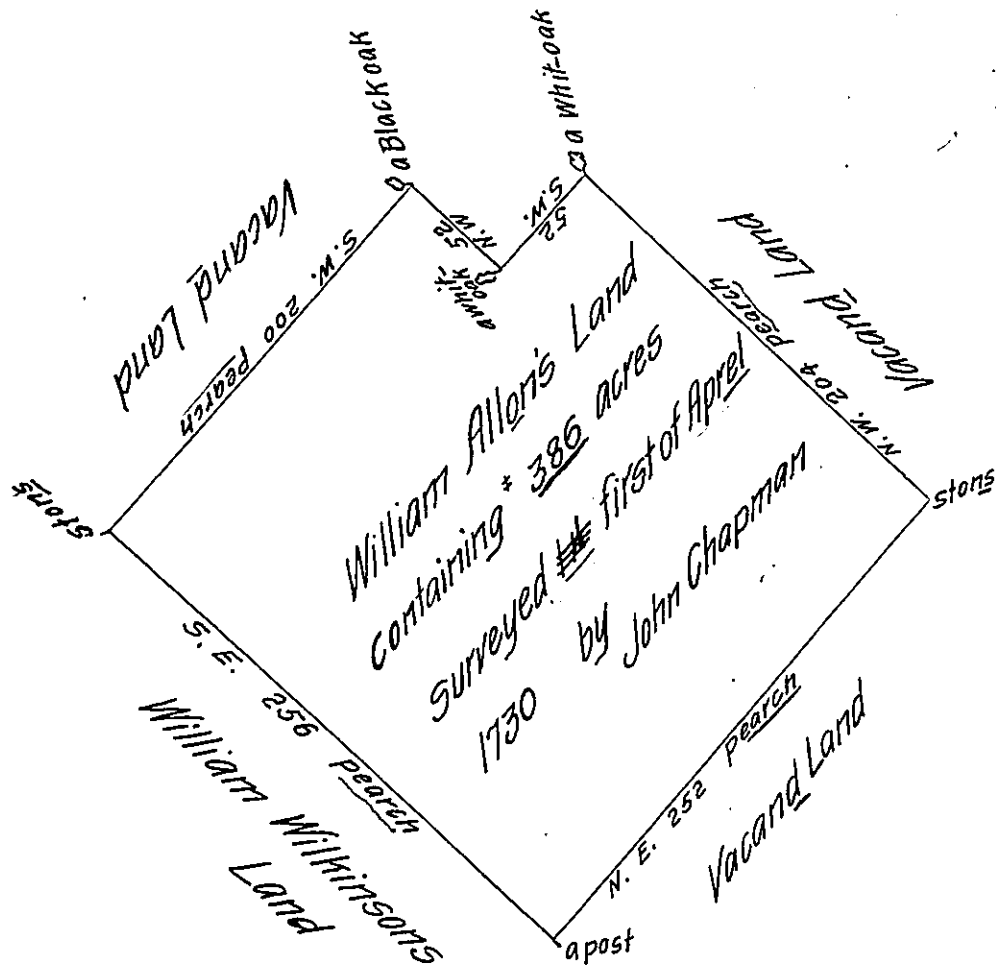 a Black oak
a Whit-oak
N.W. 52
S.W. 52
a whit-
oak
Vacand Land
S.W. 200 Pearch
Vacand Land
N.W. 204 Pearch
Stons
stons
William Allon's Land
containing 386 acres
Surveyed first of Aprel
1730 by John Chapman
S.E. 256 pearch
William Wilkinsons
Land
N.E. 252 pearch
Vacand Land
a post